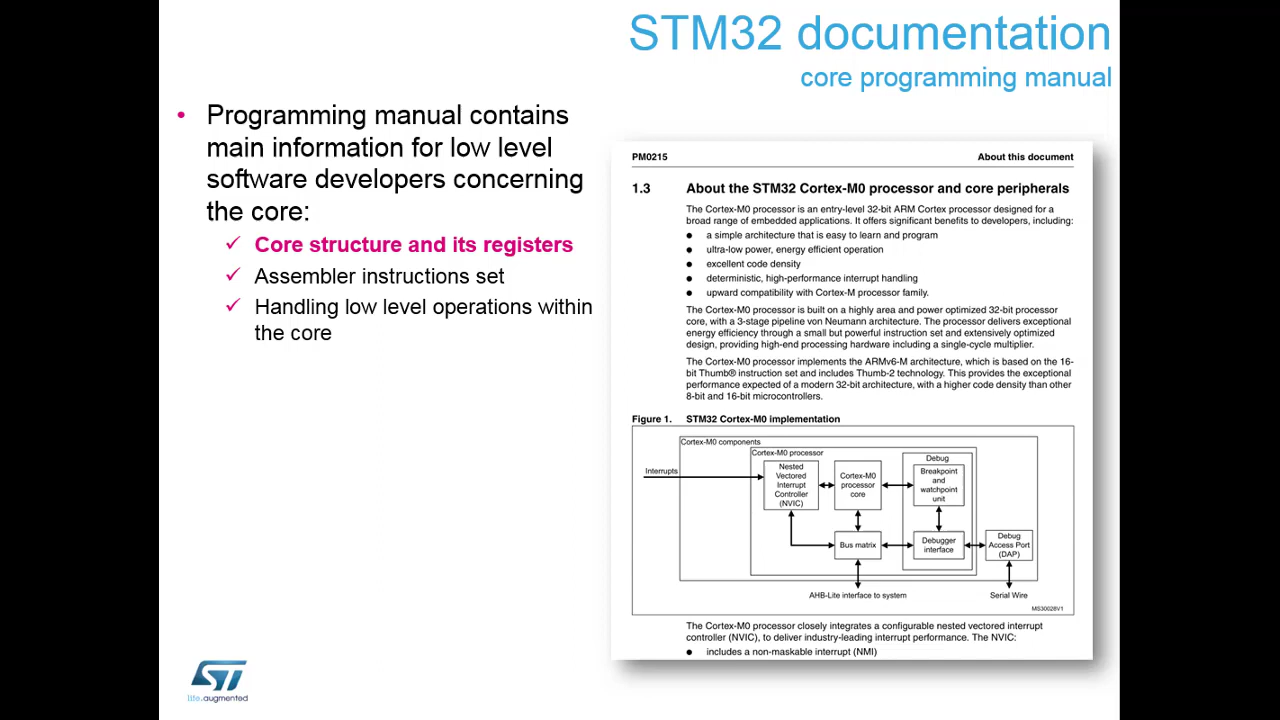 STM32 documentation
core programming manual
• Programming manual contains
main information for low level
software developers concerning
the core:
✓ Core structure and its registers
✓ Assembler instructions set
✓ Handling low level operations within
the core
PM0215 About this document
1.3 About the STM32 Cortex-M0 processor and core peripherals
The Cortex-M0 processor is an entry-level 32-bit ARM Cortex processor designed for a
broad range of embedded applications. It offers significant benefits to developers, including:
● a simple architecture that is easy to learn and program
● ultra-low power, energy efficient operation
● excellent code density
● deterministic, high-performance interrupt handling
● upward compatibility with Cortex-M processor family.
The Cortex-M0 processor is built on a highly area and power optimized 32-bit processor
core, with a 3-stage pipeline von Neumann architecture. The processor delivers exceptional
energy efficiency through a small but powerful instruction set and extensively optimized
design, providing high-end processing hardware including a single-cycle multiplier.
The Cortex-M0 processor implements the ARMv6-M architecture, which is based on the 16-
bit Thumb® instruction set and includes Thumb-2 technology. This provides the exceptional
performance expected of a modern 32-bit architecture, with a higher code density than other
8-bit and 16-bit microcontrollers.
Figure 1. STM32 Cortex-M0 implementation
Cortex-M0 components
Cortex-M0 processor
Interrupts
Nested
Vectored
Interrupt
Controller
(NVIC)
Cortex-M0
processor
core
Debug
Breakpoint
and
watchpoint
unit
Bus matrix
Debugger
interface
Debug
Access Port
(DAP)
AHB-Lite interface to system
Serial Wire
MS30028V1
The Cortex-M0 processor closely integrates a configurable nested vectored interrupt
controller (NVIC), to deliver industry-leading interrupt performance. The NVIC:
● includes a non-maskable interrupt (NMI)
ST
life.augmented